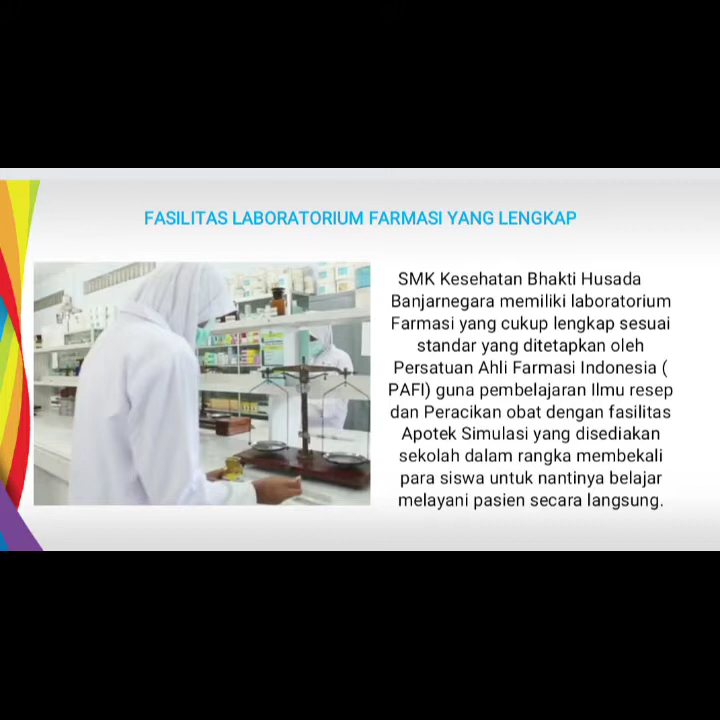 FASILITAS LABORATORIUM FARMASI YANG LENGKAP
SMK Kesehatan Bhakti Husada
Banjarnegara memiliki laboratorium
Farmasi yang cukup lengkap sesuai
standar yang ditetapkan oleh
Persatuan Ahli Farmasi Indonesia (
PAFI) guna pembelajaran Ilmu resep
dan Peracikan obat dengan fasilitas
Apotek Simulasi yang disediakan
sekolah dalam rangka membekali
para siswa untuk nantinya belajar
melayani pasien secara langsung.